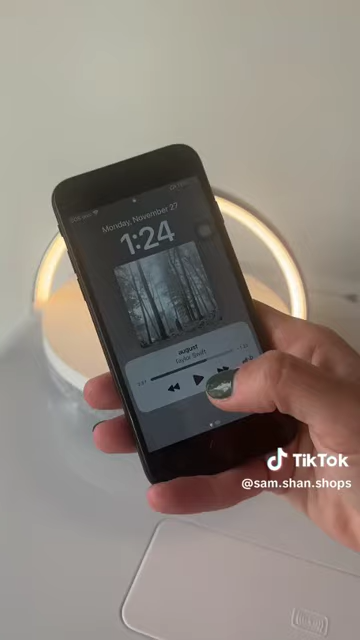 Monday, November 27
1:24
august
Taylor Swift
TikTok
@sam.shan.shops